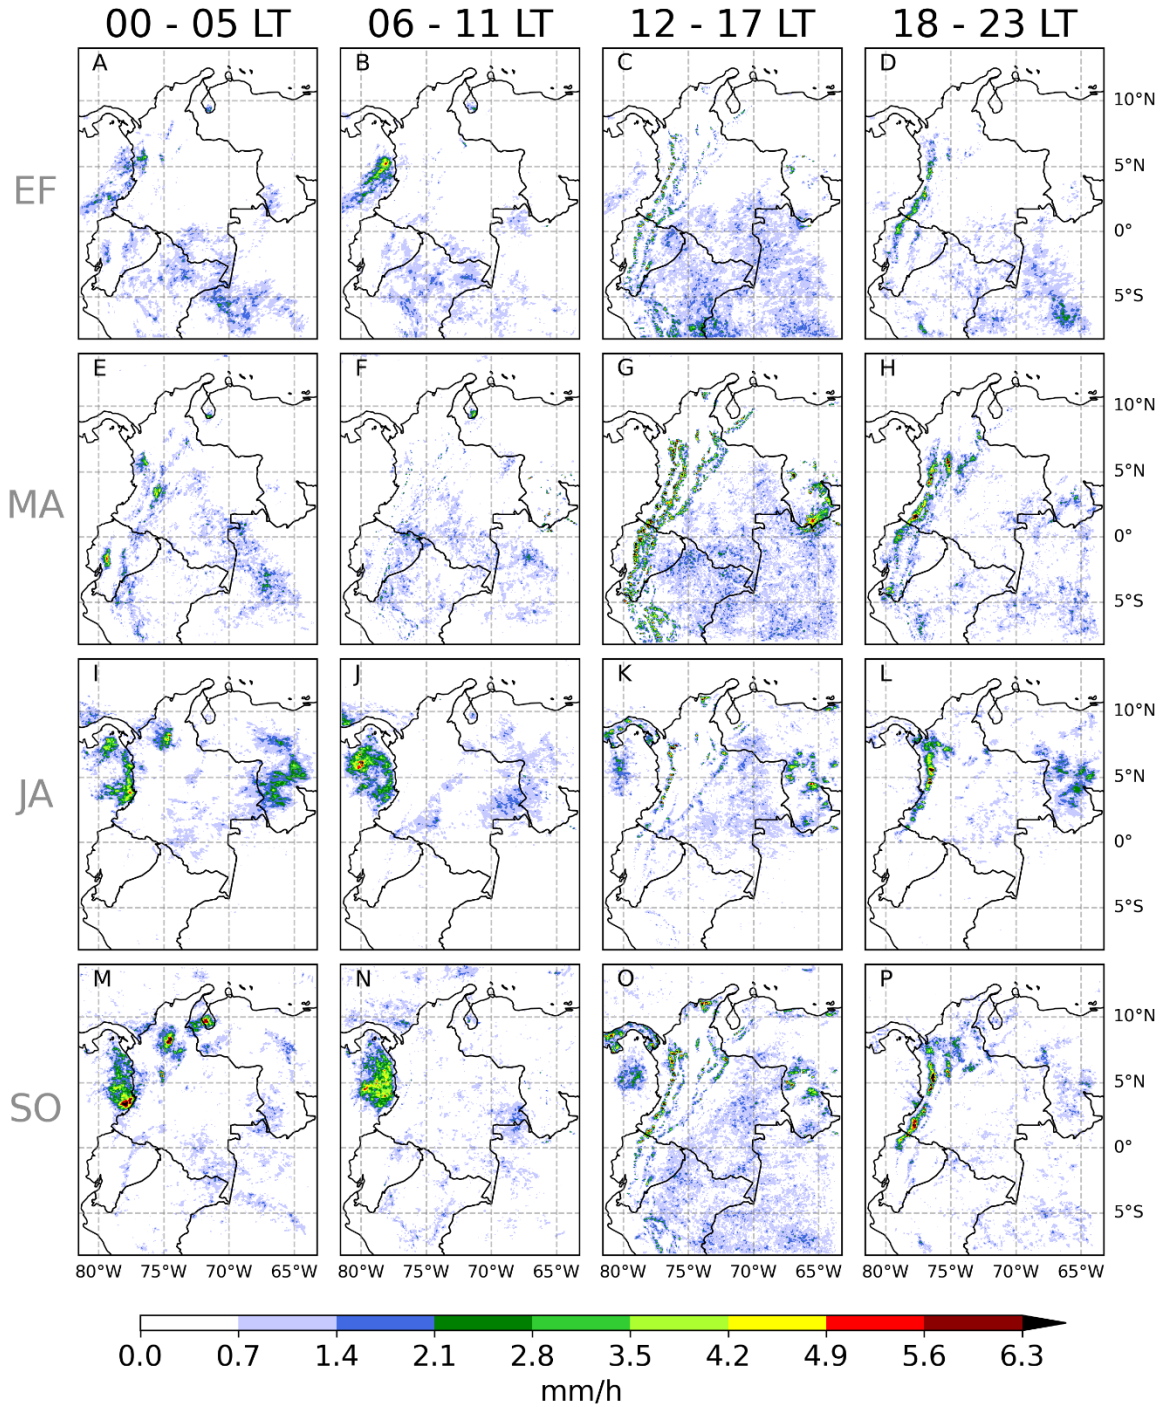 00 - 05 LT 06 - 11 LT 12 - 17 LT 18 - 23 LT
A B C D
10°N
5°N
EF
0°
5°S
E F G H
10°N
5°N
MA
0°
5°S
I J K L
10°N
5°N
JA
0°
5°S
M N O P
10°N
5°N
SO
0°
5°S
80°W 75°W 70°W 65°W 80°W 75°W 70°W 65°W 80°W 75°W 70°W 65°W 80°W 75°W 70°W 65°W
0.0 0.7 1.4 2.1 2.8 3.5 4.2 4.9 5.6 6.3
mm/h